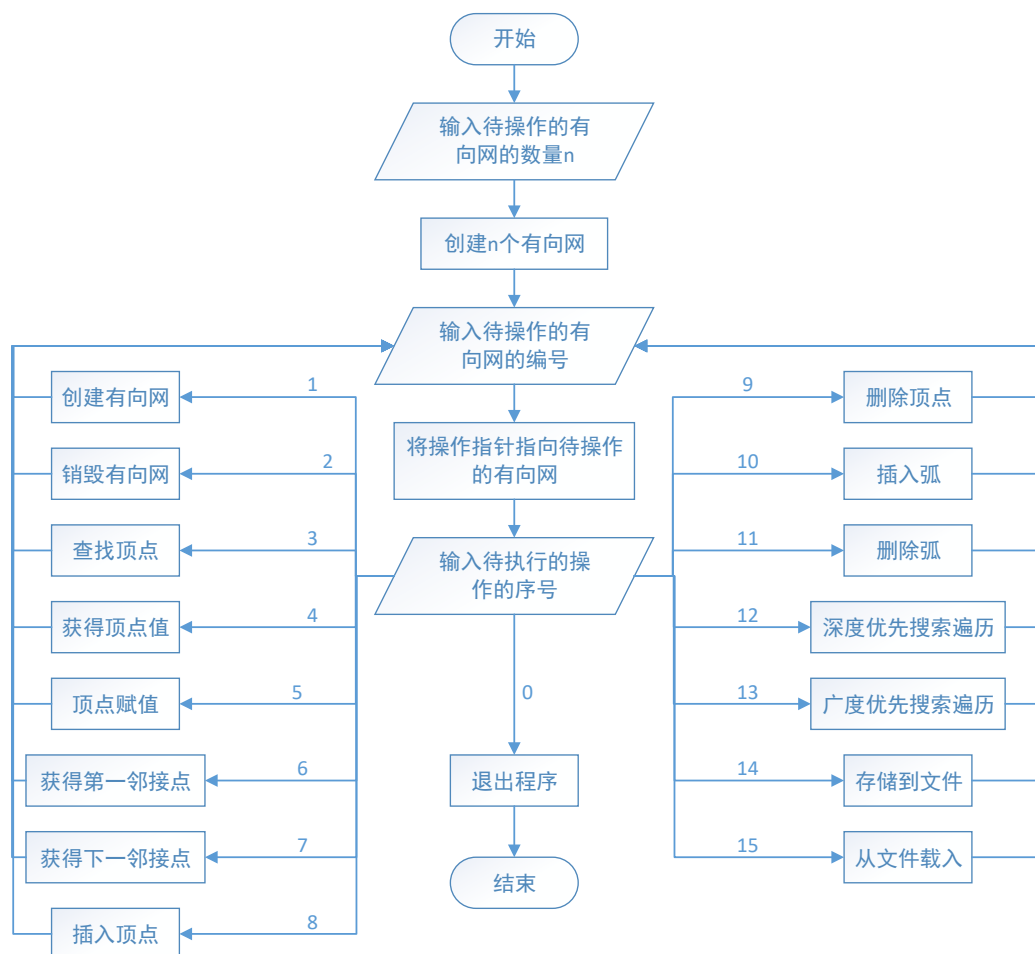 开始
输入待操作的有
向网的数量n
创建n个有向网
输入待操作的有
向网的编号
将操作指针指向待操作
的有向网
输入待执行的操
作的序号
0
退出程序
结束
1
创建有向网
2
销毁有向网
3
查找顶点
4
获得顶点值
5
顶点赋值
6
获得第一邻接点
7
获得下一邻接点
8
插入顶点
9
删除顶点
10
插入弧
11
删除弧
12
深度优先搜索遍历
13
广度优先搜索遍历
14
存储到文件
15
从文件载入